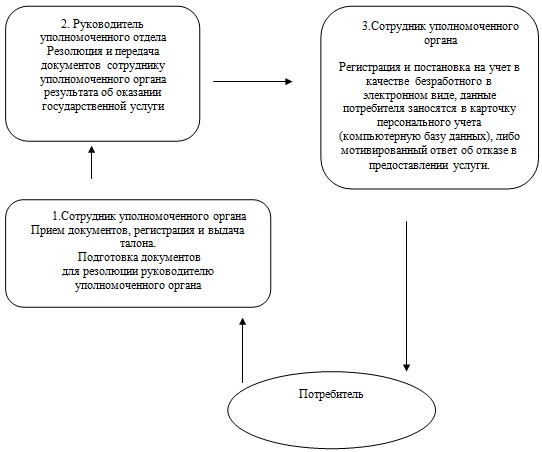 2. Руководитель
уполномоченного отдела
Резолюция и передача
документов сотруднику
уполномоченного органа
результата об оказании
государственной услуги
3.Сотрудник уполномоченного
органа
Регистрация и постановка на учет в
качестве безработного в
электронном виде, данные
потребителя заносятся в карточку
персонального учета
(компьютерную базу данных), либо
мотивированный ответ об отказе в
предоставлении услуги.
1.Сотрудник уполномоченного органа
Прием документов, регистрация и выдача
талона.
Подготовка документов
для резолюции руководителю
уполномоченного органа
Потребитель